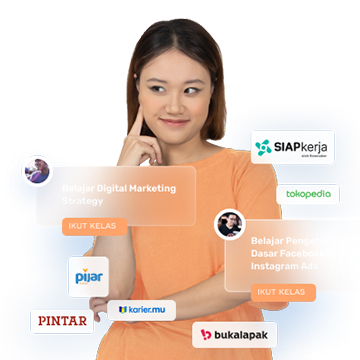 SIAPkerja
tokopedia
Belajar Digital Marketing
Strategy
IKUT KELAS
Belajar
Dasar Facebook
Instagram Ads
IKUT KELAS
pijar
karier.mu
PINTAR
bukalapak